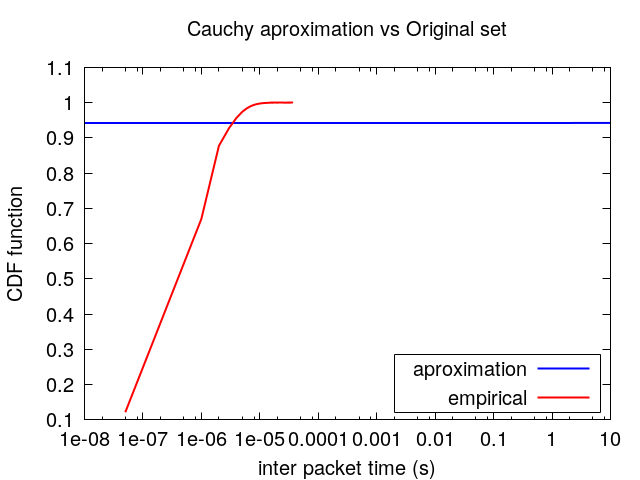 Cauchy aproximation vs Original set
1.1
1
0.9
0.8
0.7
0.6
0.5
0.4
0.3
0.2
0.1
CDF function
aproximation
empirical
1e-08 1e-07 1e-06 1e-05 0.0001 0.001 0.01 0.1 1 10
inter packet time (s)